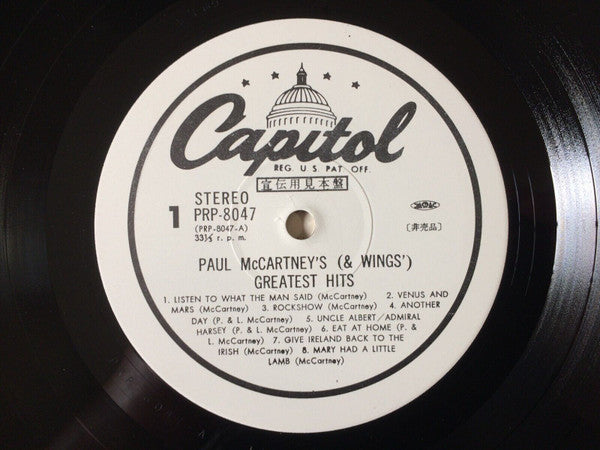 Capitol
REG. U.S. PAT. OFF.
宣伝用見本盤
STEREO
1 PRP-8047
(PRP-8047-A)
33⅓ r. p. m.
〔非売品〕
PAUL McCARTNEY'S (& WINGS')
GREATEST HITS
1. LISTEN TO WHAT THE MAN SAID (McCartney) 2. VENUS AND
MARS (McCartney) 3. ROCKSHOW (McCartney) 4. ANOTHER
DAY (P. & L. McCartney) 5. UNCLE ALBERT/ADMIRAL
HARSEY (P. & L. McCartney) 6. EAT AT HOME (P. &
L. McCartney) 7. GIVE IRELAND BACK TO THE
IRISH (McCartney) 8. MARY HAD A LITTLE
LAMB (McCartney)